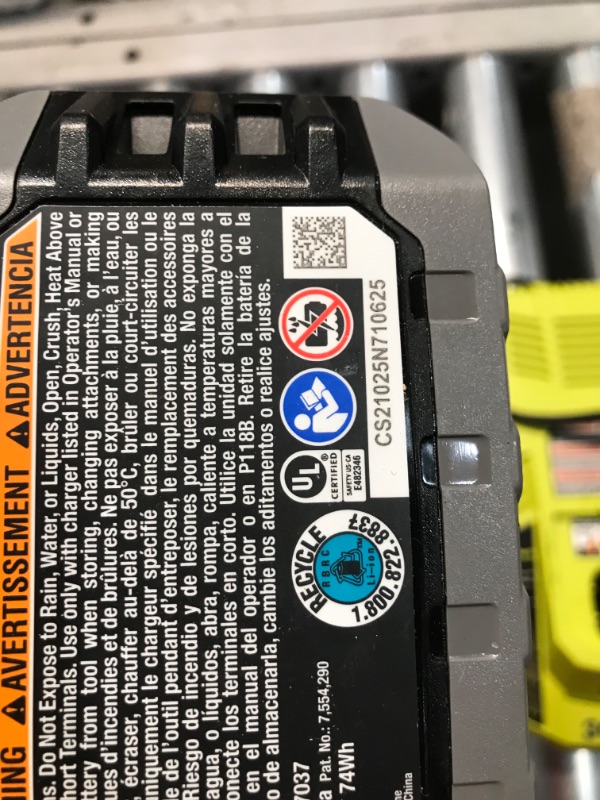 NING ▲AVERTISSEMENT ▲ADVERTENCIA
ns. Do Not Expose to Rain, Water, or Liquids, Open, Crush, Heat Above
hort Terminals. Use only with charger listed in Operator's Manual or
ttery from tool when storing, changing attachments, or making
ues d'incendies et de brûlures. Ne pas exposer à la pluie, à l'eau, ou
, écraser, chauffer au-delà de 50°C, brûler ou court-circuiter les
niquement le chargeur spécifié dans le manuel d'utilisation ou le
e de l'outil pendant d'entreposer, le remplacement des accessoires
Riesgo de incendio y de lesiones por quemaduras. No exponga la
agua, o líquidos, abra, rompa, caliente a temperaturas mayores a
onecte los terminales en corto. Utilice la unidad solamente con el
en el manual del operador o en P118B. Retire la batería de la
o de almacenarla, cambie los aditamentos o realice ajustes.
UL®
CERTIFIED
SAFETY US-CA
E482346
CS21025N710625
RECYCLE
RBRC™
Li-ion
1.800.822.8837
7037
a Pat. No.: 7,554,290
74Wh
ne
China